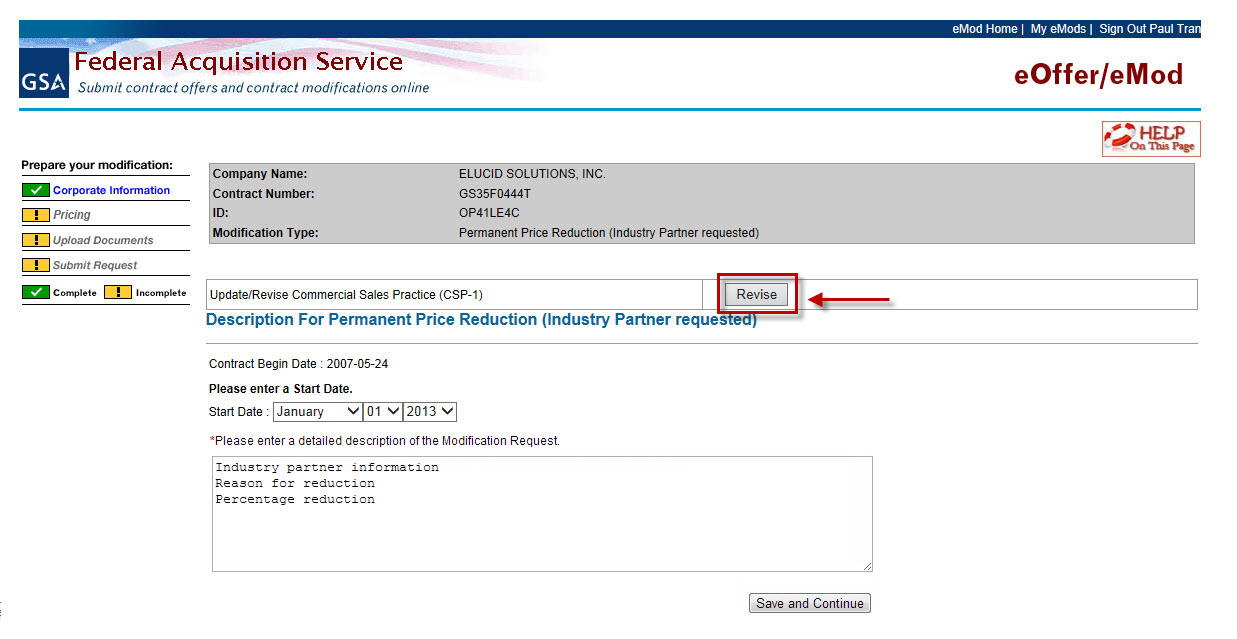 eMod Home | My eMods | Sign Out Paul Tran
GSA
Federal Acquisition Service
Submit contract offers and contract modifications online
eOffer/eMod
HELP
On This Page
Prepare your modification:
Corporate Information
Pricing
Upload Documents
Submit Request
Complete ! Incomplete
Company Name: ELUCID SOLUTIONS, INC.
Contract Number: GS35F0444T
ID: OP41LE4C
Modification Type: Permanent Price Reduction (Industry Partner requested)
Update/Revise Commercial Sales Practice (CSP-1) Revise
Description For Permanent Price Reduction (Industry Partner requested)
Contract Begin Date : 2007-05-24
Please enter a Start Date.
Start Date : January 01 2013
*Please enter a detailed description of the Modification Request.
Industry partner information
Reason for reduction
Percentage reduction
Save and Continue